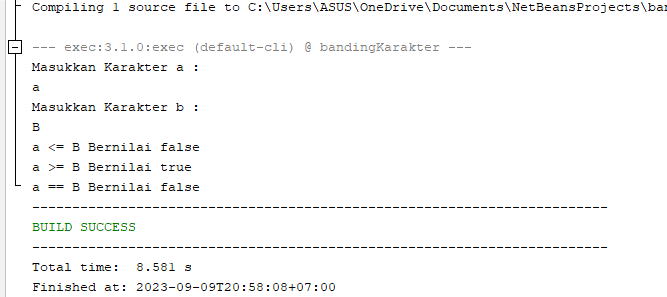 Compiling 1 source file to C:\Users\ASUS\OneDrive\Documents\NetBeansProjects\ba
--- exec:3.1.0:exec (default-cli) @ bandingKarakter ---
Masukkan Karakter a :
a
Masukkan Karakter b :
B
a <= B Bernilai false
a >= B Bernilai true
a == B Bernilai false
------------------------------------------------------------------------
BUILD SUCCESS
------------------------------------------------------------------------
Total time:  8.581 s
Finished at: 2023-09-09T20:58:08+07:00